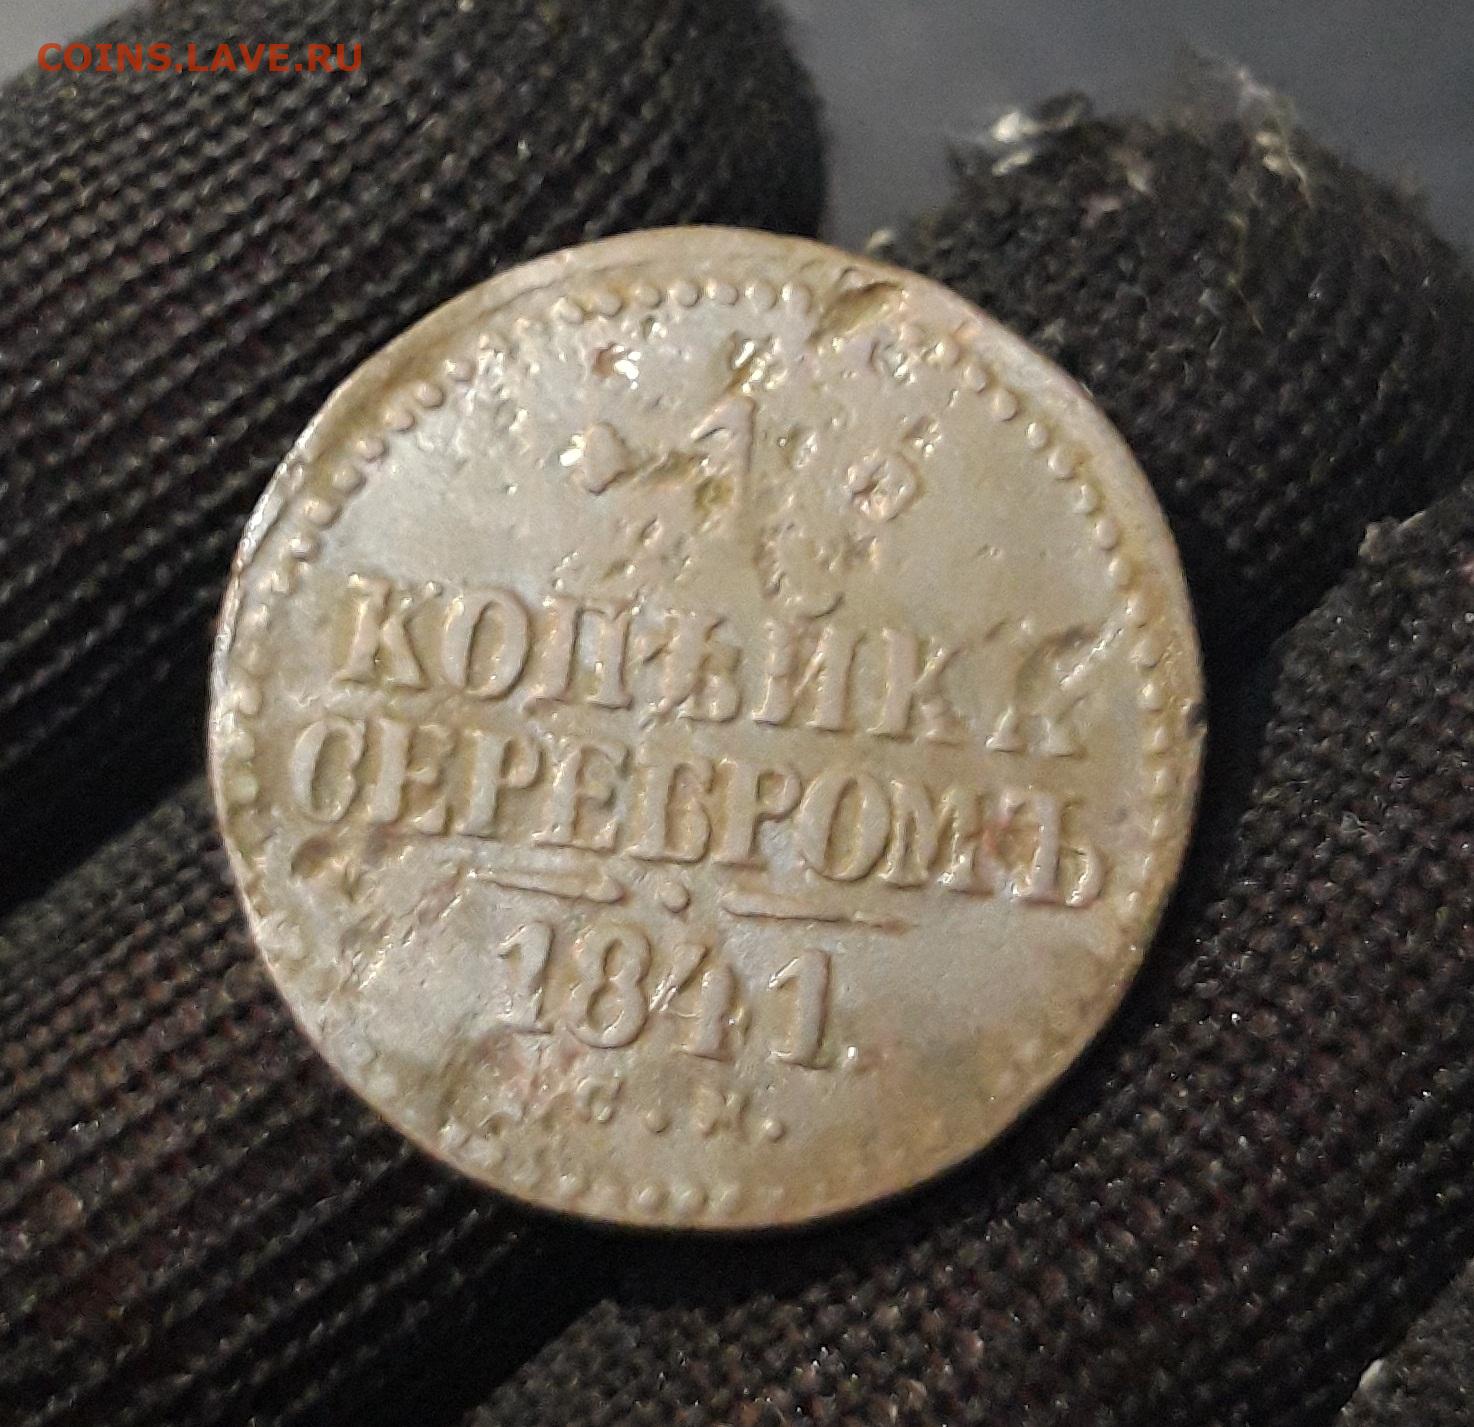 COINS.LAVE.RU
1
КОПѢЙКА
СЕРЕБРОМЪ
1841
С.М.